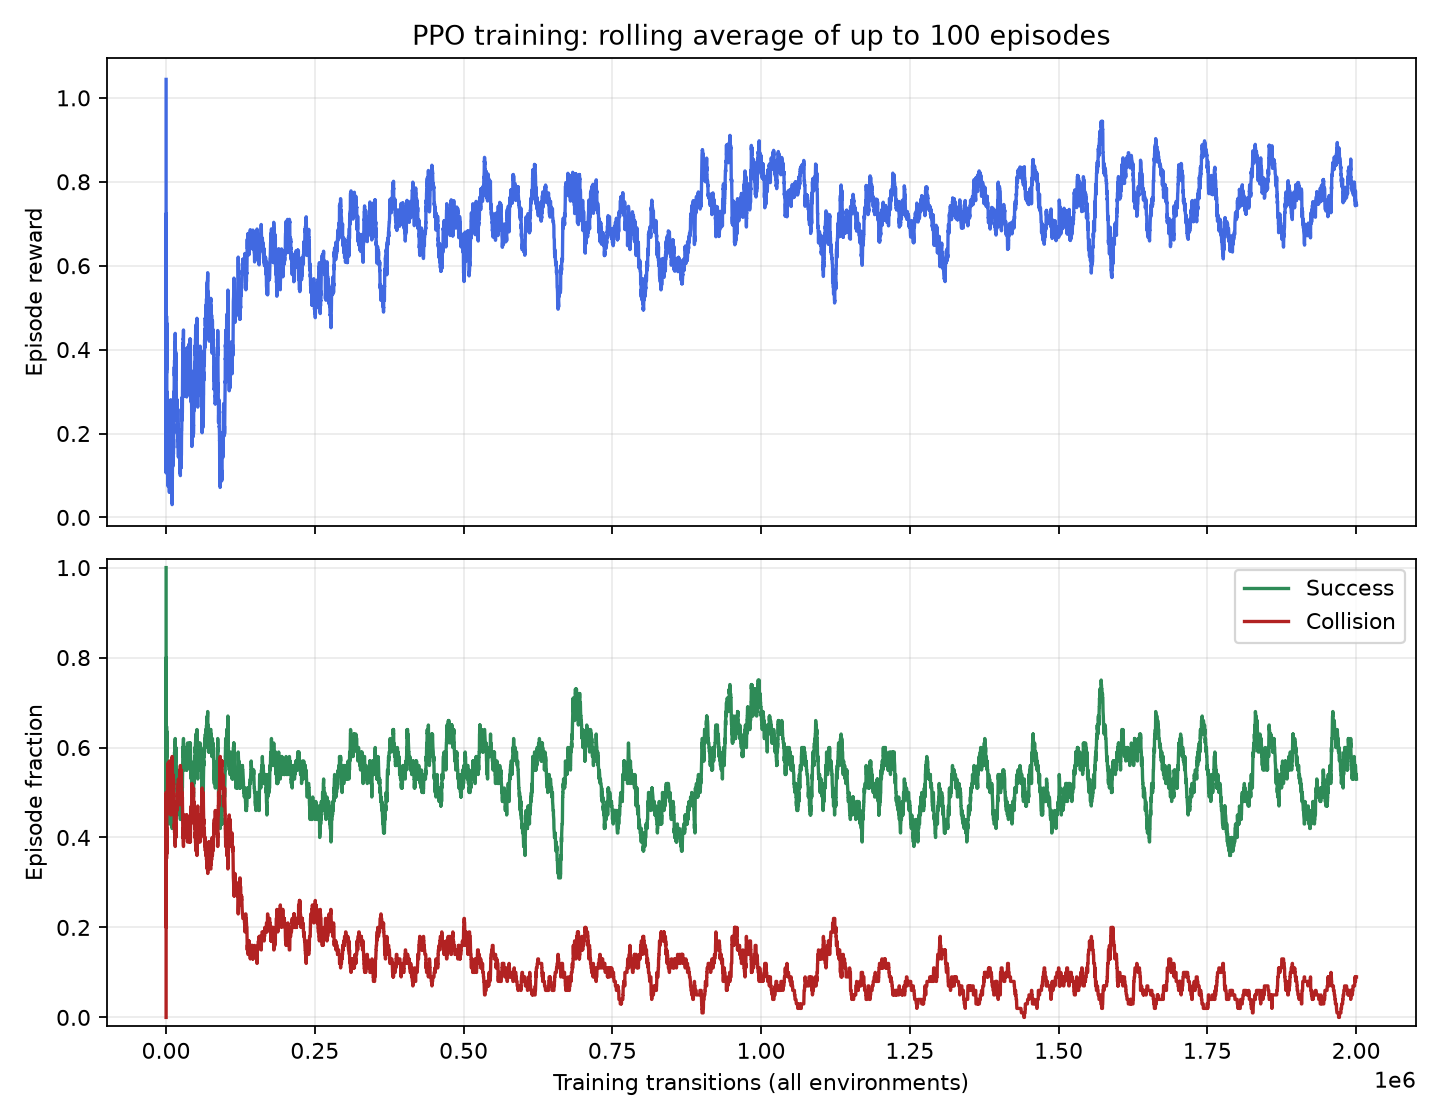 PPO training: rolling average of up to 100 episodes
Episode reward
1.0
0.8
0.6
0.4
0.2
0.0
Episode fraction
1.0
0.8
0.6
0.4
0.2
0.0
Success
Collision
0.00 0.25 0.50 0.75 1.00 1.25 1.50 1.75 2.00
1e6
Training transitions (all environments)